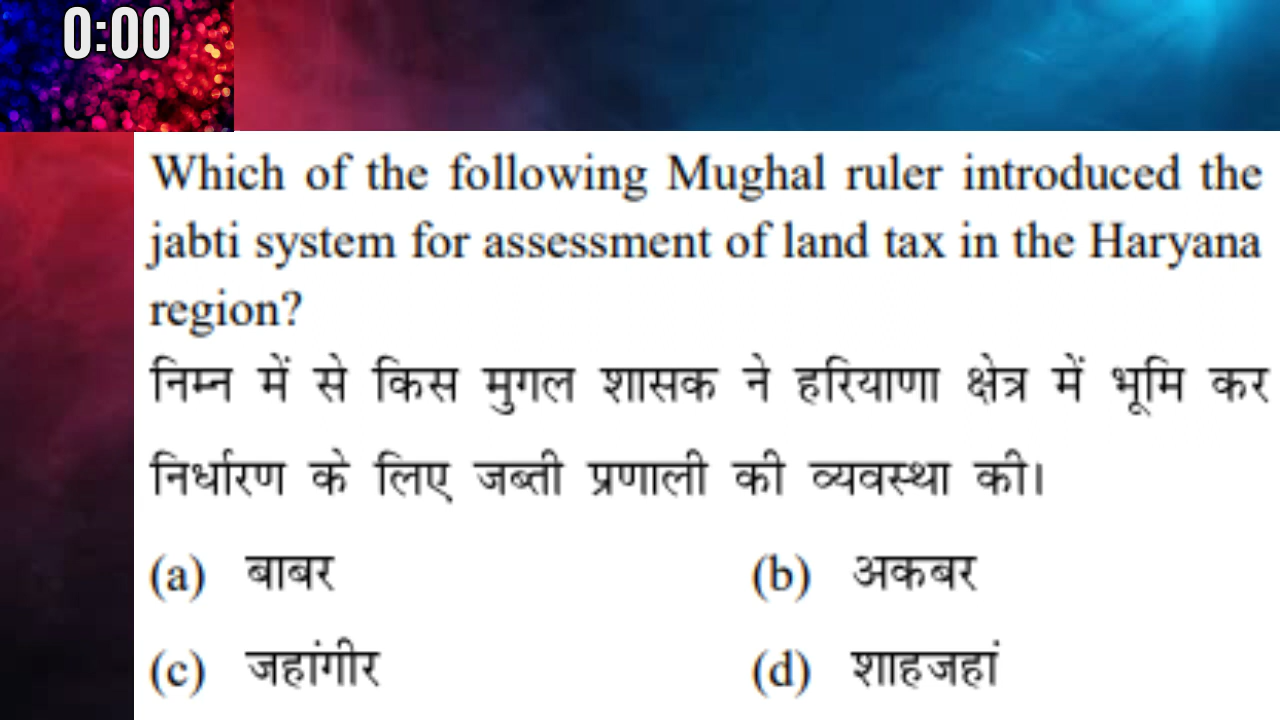 0:00
Which of the following Mughal ruler introduced the
jabti system for assessment of land tax in the Haryana
region?
निम्न में से किस मुगल शासक ने हरियाणा क्षेत्र में भूमि कर
निर्धारण के लिए जब्ती प्रणाली की व्यवस्था की।
(a) बाबर (b) अकबर
(c) जहांगीर (d) शाहजहां